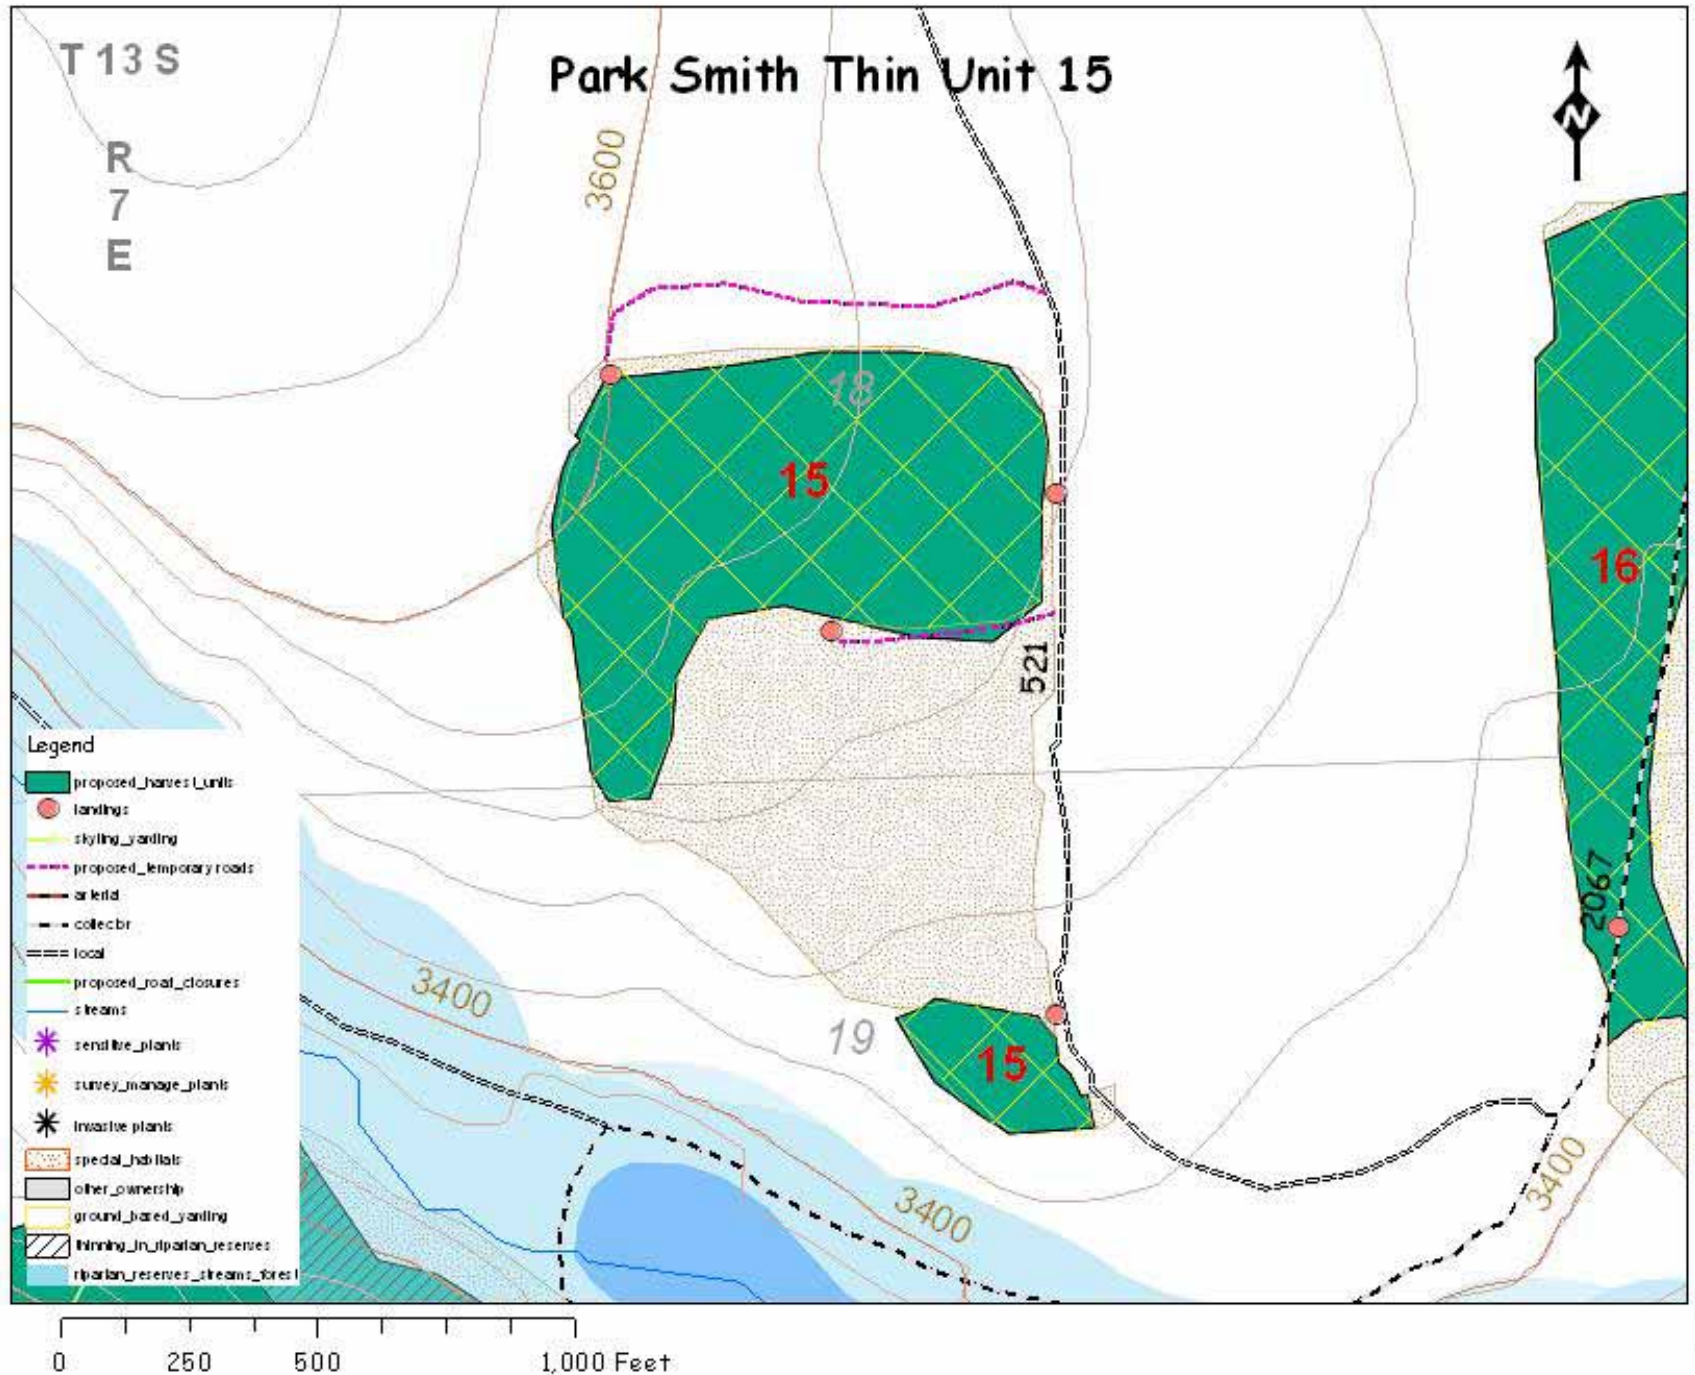 T 13 S
Park Smith Thin Unit 15
N
R
7
E
3600
18
15
16
521
Legend
proposed_harvest_units
landings
skyling_yarding
proposed_temporary roads
arterial
collector
local
proposed_road_closures
streams
sensitive_plants
survey_manage_plants
invasive plants
special_habitats
other_ownership
ground_based_yarding
thinning_in_riparian_reserves
riparian_reserves_streams_forest
2067
3400
19
15
3400
3400
0 250 500 1,000 Feet